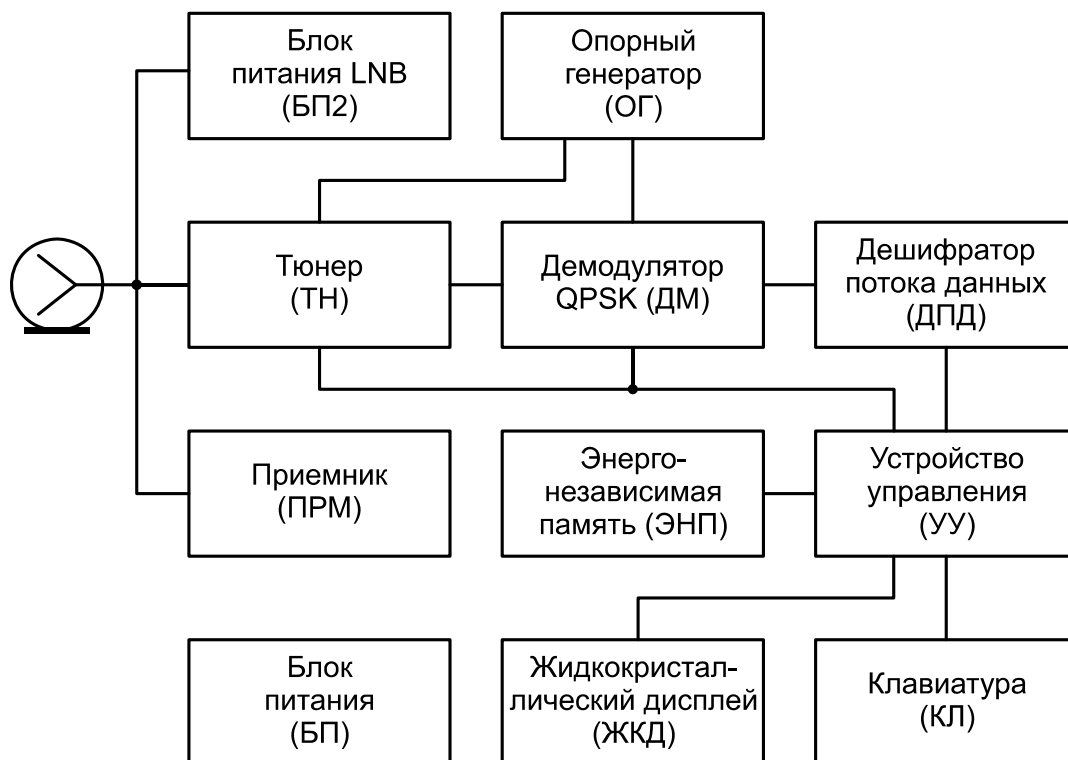 Блок
питания LNB
(БП2)
Опорный
генератор
(ОГ)
Тюнер
(ТН)
Демодулятор
QPSK (ДМ)
Дешифратор
потока данных
(ДПД)
Приемник
(ПРМ)
Энерго-
независимая
память (ЭНП)
Устройство
управления
(УУ)
Блок
питания
(БП)
Жидкокристал-
лический дисплей
(ЖКД)
Клавиатура
(КЛ)